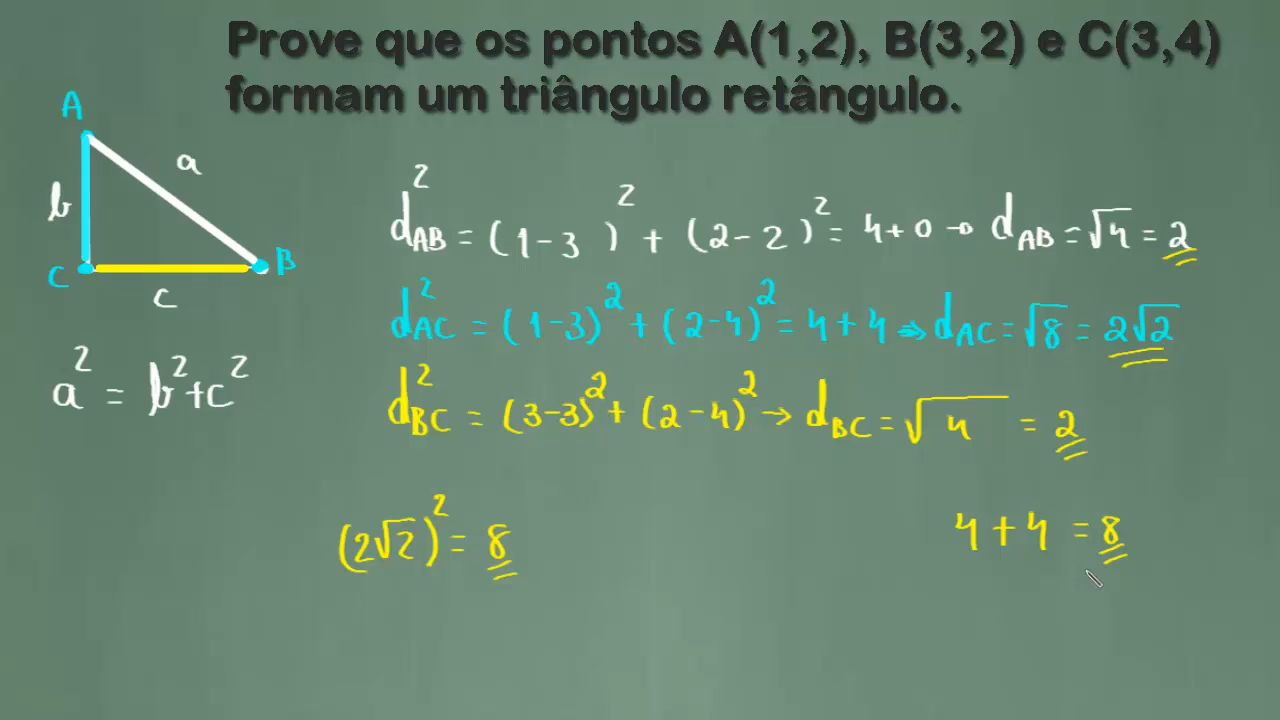 Prove que os pontos A(1,2), B(3,2) e C(3,4)
formam um triângulo retângulo.
A
a
b
C
B
c
a² = b²+c²
d²AB = (1-3)² + (2-2)² = 4+0 → dAB = √4 = 2
d²AC = (1-3)² + (2-4)² = 4+4 → dAC = √8 = 2√2
d²BC = (3-3)² + (2-4)² → dBC = √4 = 2
(2√2)² = 8
4+4 = 8